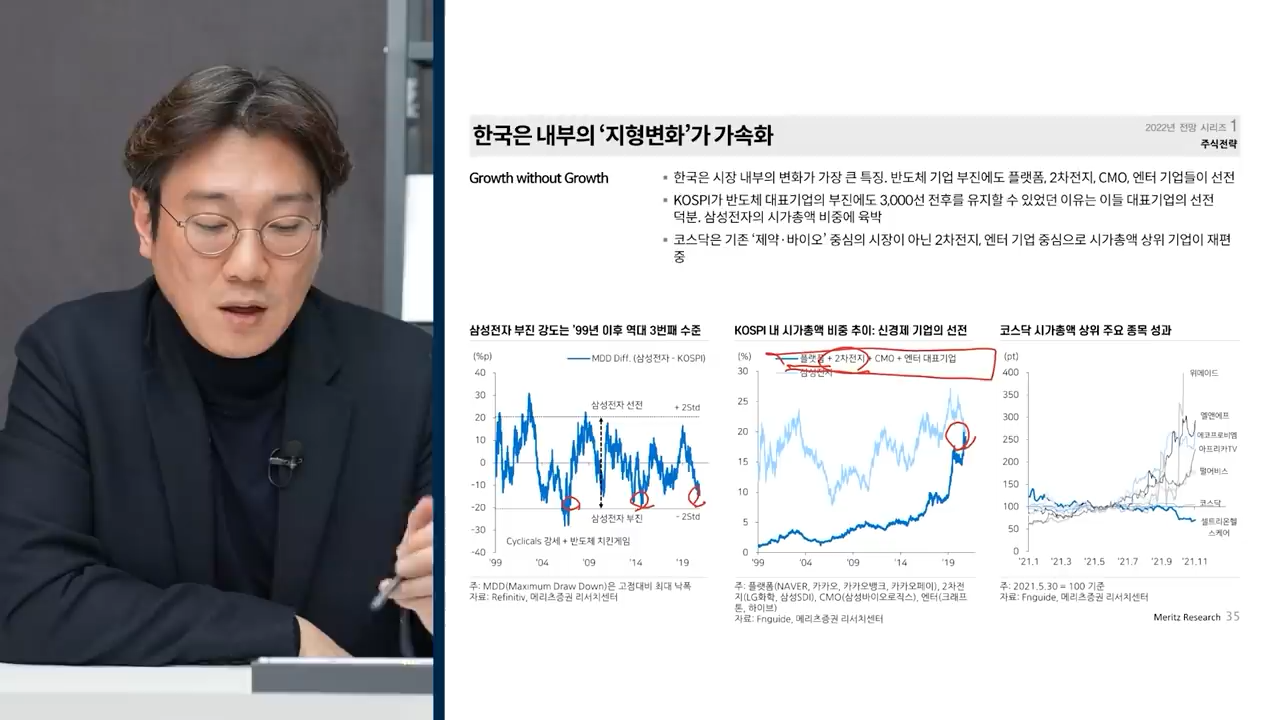 한국은 내부의 ‘지형변화’가 가속화
2022년 전망 시리즈 1
주식전략
Growth without Growth
▪ 한국은 시장 내부의 변화가 가장 큰 특징. 반도체 기업 부진에도 플랫폼, 2차전지, CMO, 엔터 기업들이 선전
▪ KOSPI가 반도체 대표기업의 부진에도 3,000선 전후를 유지할 수 있었던 이유는 이들 대표기업의 선전
덕분. 삼성전자의 시가총액 비중에 육박
▪ 코스닥은 기존 ‘제약·바이오’ 중심의 시장이 아닌 2차전지, 엔터 기업 중심으로 시가총액 상위 기업이 재편
중
삼성전자 부진 강도는 ’99년 이후 역대 3번째 수준
(%p)
MDD Diff. (삼성전자 - KOSPI)
40
30
20
10
0
-10
-20
-30
-40
삼성전자 선전
+ 2Std
삼성전자 부진
- 2Std
Cyclicals 강세 + 반도체 치킨게임
'99 '04 '09 '14 '19
주: MDD(Maximum Draw Down)은 고점대비 최대 낙폭
자료: Refinitiv, 메리츠증권 리서치센터
KOSPI 내 시가총액 비중 추이: 신경제 기업의 선전
(%)
플랫폼 + 2차전지 + CMO + 엔터 대표기업
삼성전자
30
25
20
15
10
5
0
'99 '04 '09 '14 '19
주: 플랫폼(NAVER, 카카오, 카카오뱅크, 카카오페이), 2차전
지(LG화학, 삼성SDI), CMO(삼성바이오로직스), 엔터(크래프
톤, 하이브)
자료: Fnguide, 메리츠증권 리서치센터
코스닥 시가총액 상위 주요 종목 성과
(pt)
400
350
300
250
200
150
100
50
0
위메이드
엘앤에프
에코프로비엠
아프리카TV
펄어비스
코스닥
셀트리온헬
스케어
'21.1 '21.3 '21.5 '21.7 '21.9 '21.11
주: 2021.5.30 = 100 기준
자료: Fnguide, 메리츠증권 리서치센터
Meritz Research 35